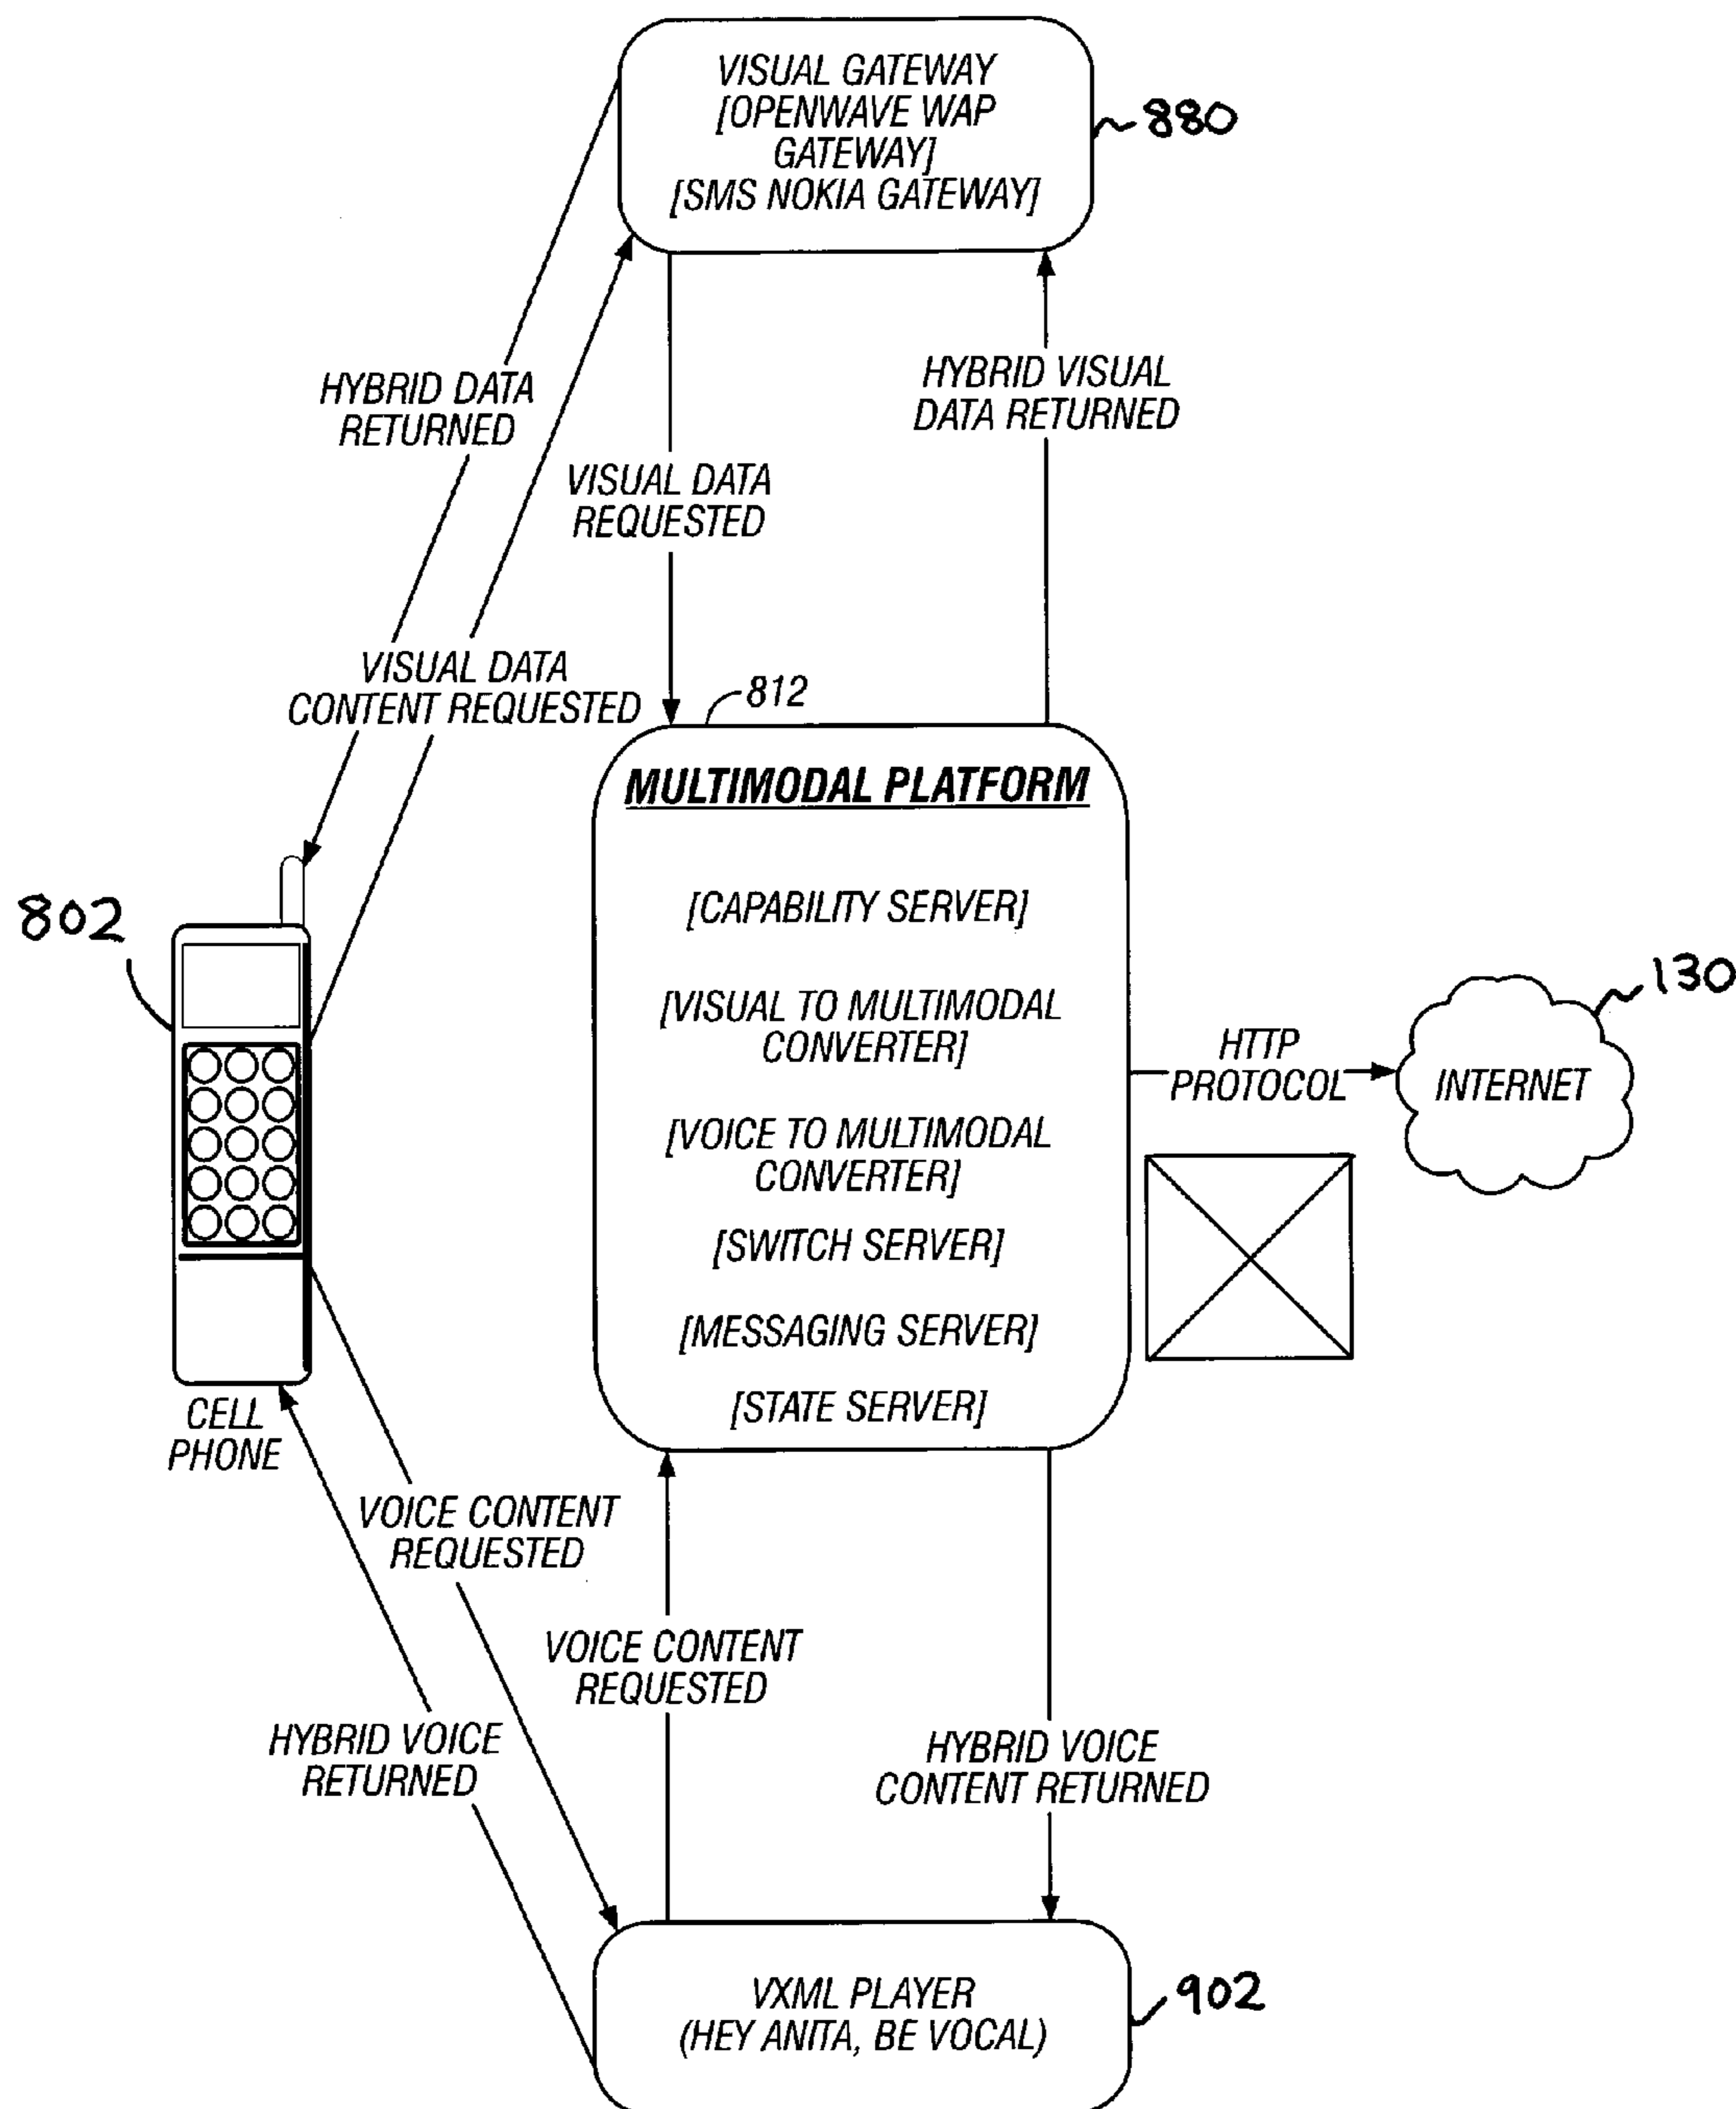 VISUAL GATEWAY
[OPENWAVE WAP
GATEWAY]
[SMS NOKIA GATEWAY]
880
HYBRID DATA
RETURNED
HYBRID VISUAL
DATA RETURNED
VISUAL DATA
REQUESTED
VISUAL DATA
CONTENT REQUESTED
812
MULTIMODAL PLATFORM
[CAPABILITY SERVER]
[VISUAL TO MULTIMODAL
CONVERTER]
[VOICE TO MULTIMODAL
CONVERTER]
[SWITCH SERVER]
[MESSAGING SERVER]
[STATE SERVER]
802
CELL
PHONE
HTTP
PROTOCOL
INTERNET
130
VOICE CONTENT
REQUESTED
VOICE CONTENT
REQUESTED
HYBRID VOICE
RETURNED
HYBRID VOICE
CONTENT RETURNED
VXML PLAYER
(HEY ANITA, BE VOCAL)
902